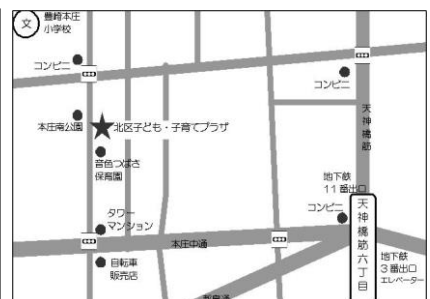 文
豊崎本庄
小学校
コンビニ
コンビニ
本庄南公園
★北区子ども・子育てプラザ
天神橋筋
音色つばさ
保育園
地下鉄
11番出口
タワー
マンション
コンビニ
天神橋筋六丁目
本庄中通
自転車
販売店
地下鉄
3番出口
エレベーター